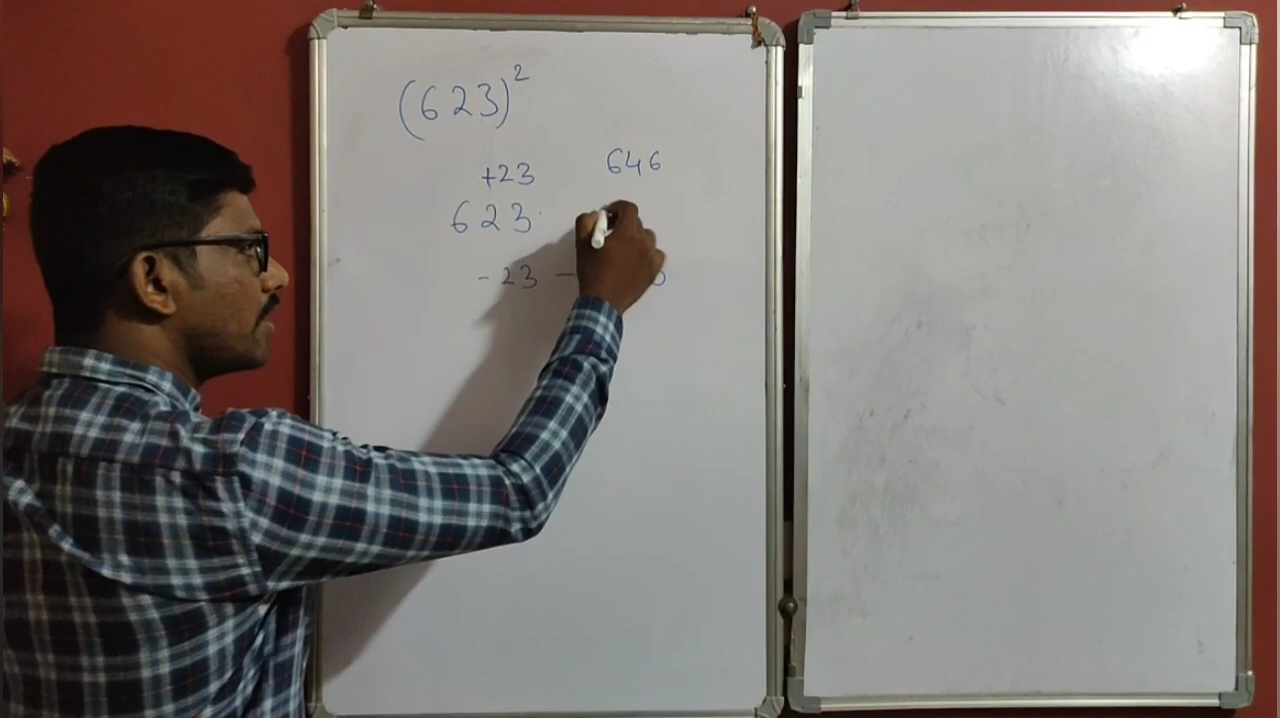 (623)²
+23 646
623
- 23 -